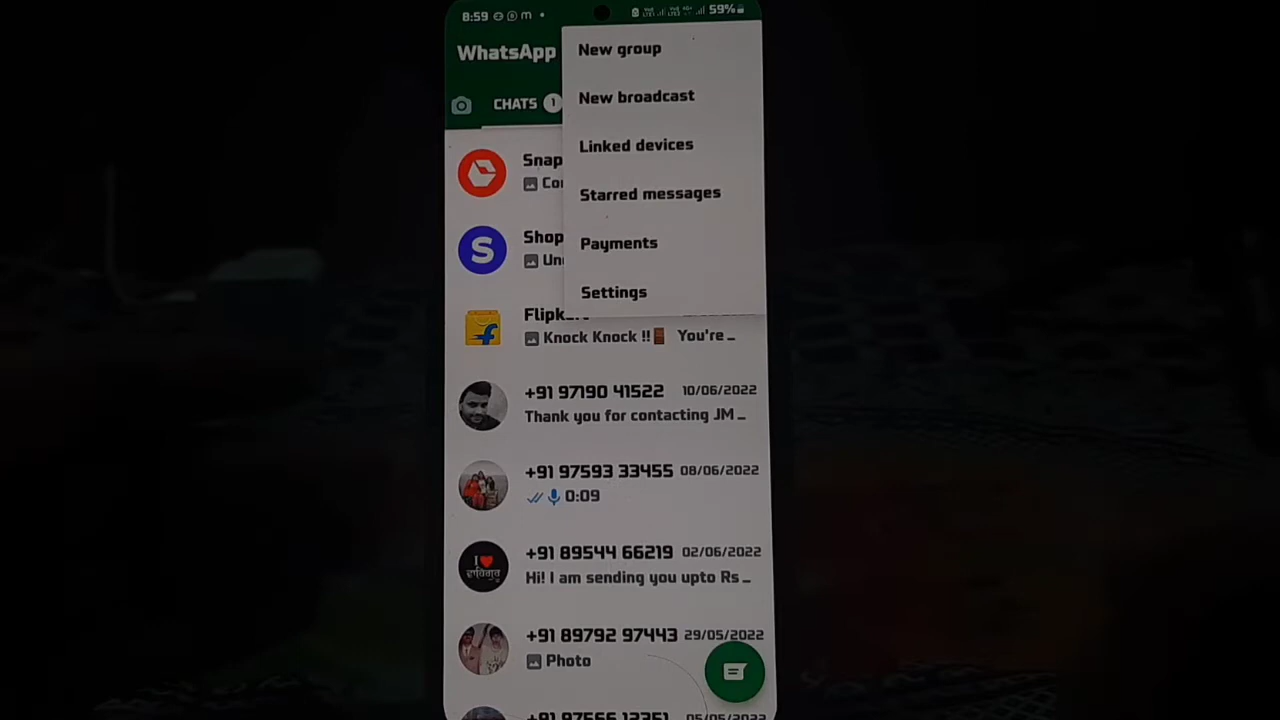 8:59 59%
WhatsApp
CHATS 1
New group
New broadcast
Linked devices
Starred messages
Payments
Settings
Snap
Co
S Shop
Un
Flipk
Knock Knock !! You're ...
+91 97190 41522 10/06/2022
Thank you for contacting JM ...
+91 97593 33455 08/06/2022
0:09
I ਵਾਹਿਗੁਰੂ
+91 89544 66219 02/06/2022
Hi! I am sending you upto Rs ...
+91 89792 97443 29/05/2022
Photo